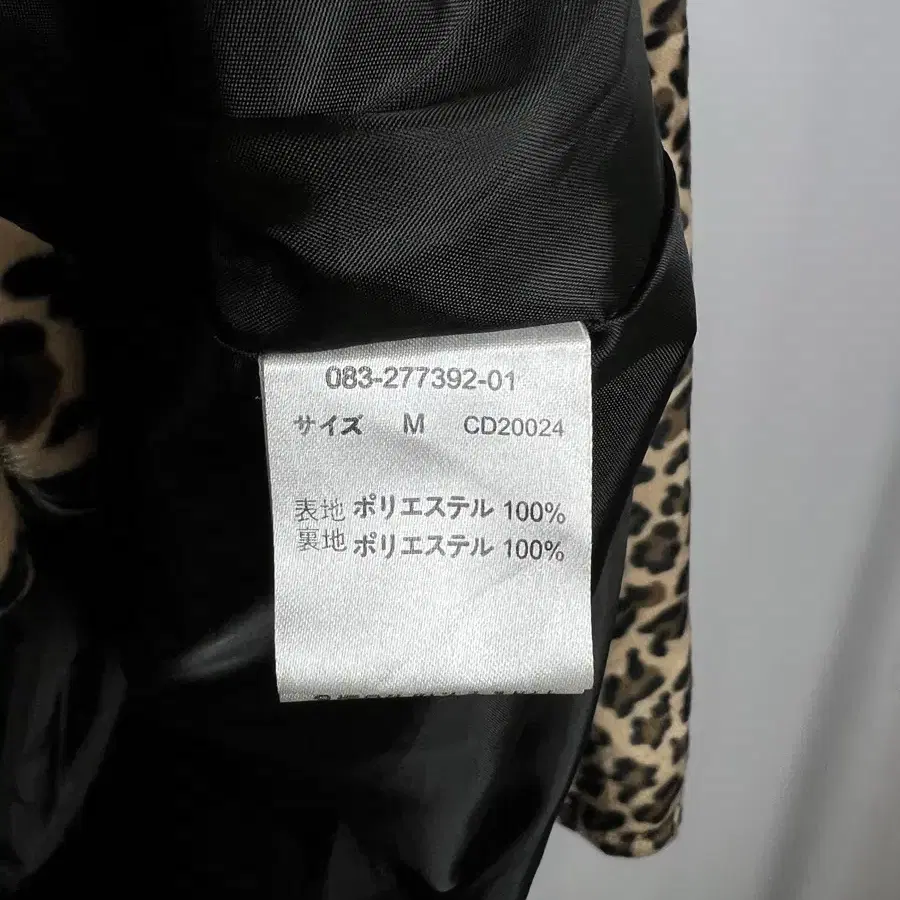 083-277392-01
サイズ M CD20024
表地 ポリエステル 100%
裏地 ポリエステル 100%